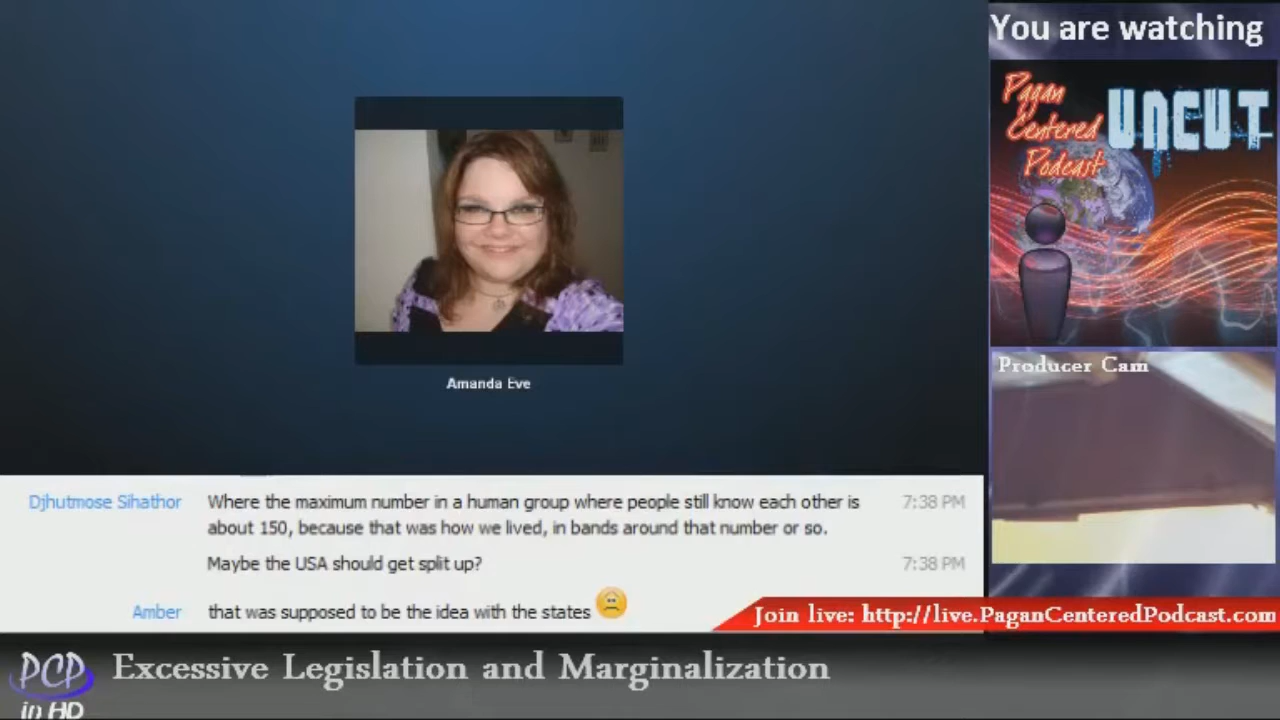 You are watching
Pagan
Centered
Podcast
UNCUT
Amanda Eve
Producer Cam
Djhutmose Sihathor Where the maximum number in a human group where people still know each other is 7:38 PM
about 150, because that was how we lived, in bands around that number or so.
Maybe the USA should get split up? 7:38 PM
Amber that was supposed to be the idea with the states
Join live: http://live.PaganCenteredPodcast.com
PCP
in HD
Excessive Legislation and Marginalization